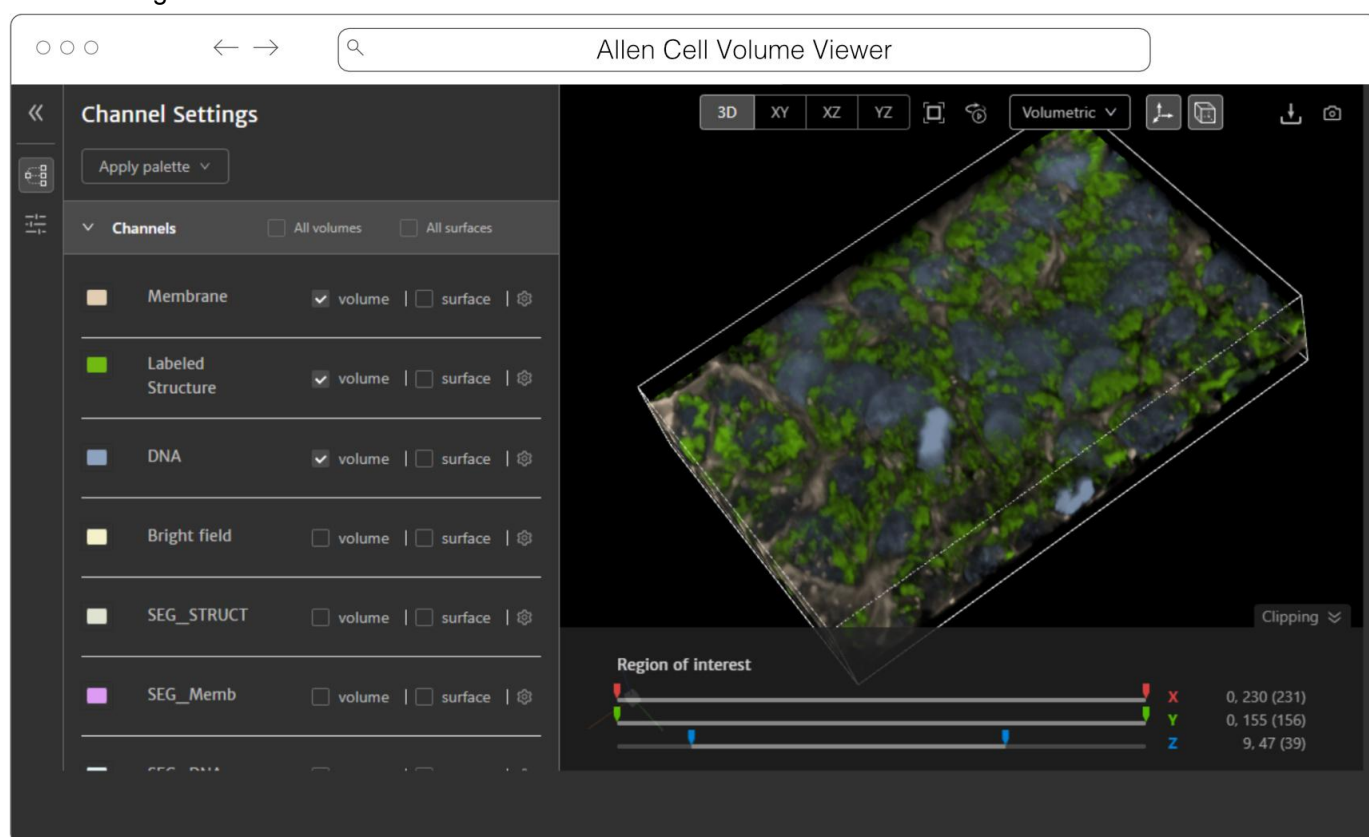 Allen Cell Volume Viewer
Channel Settings
Apply palette
Channels All volumes All surfaces
Membrane volume | surface |
Labeled
Structure volume | surface |
DNA volume | surface |
Bright field volume | surface |
SEG_STRUCT volume | surface |
SEG_Memb volume | surface |
3D XY XZ YZ Volumetric
Clipping
Region of interest
X 0, 230 (231)
Y 0, 155 (156)
Z 9, 47 (39)